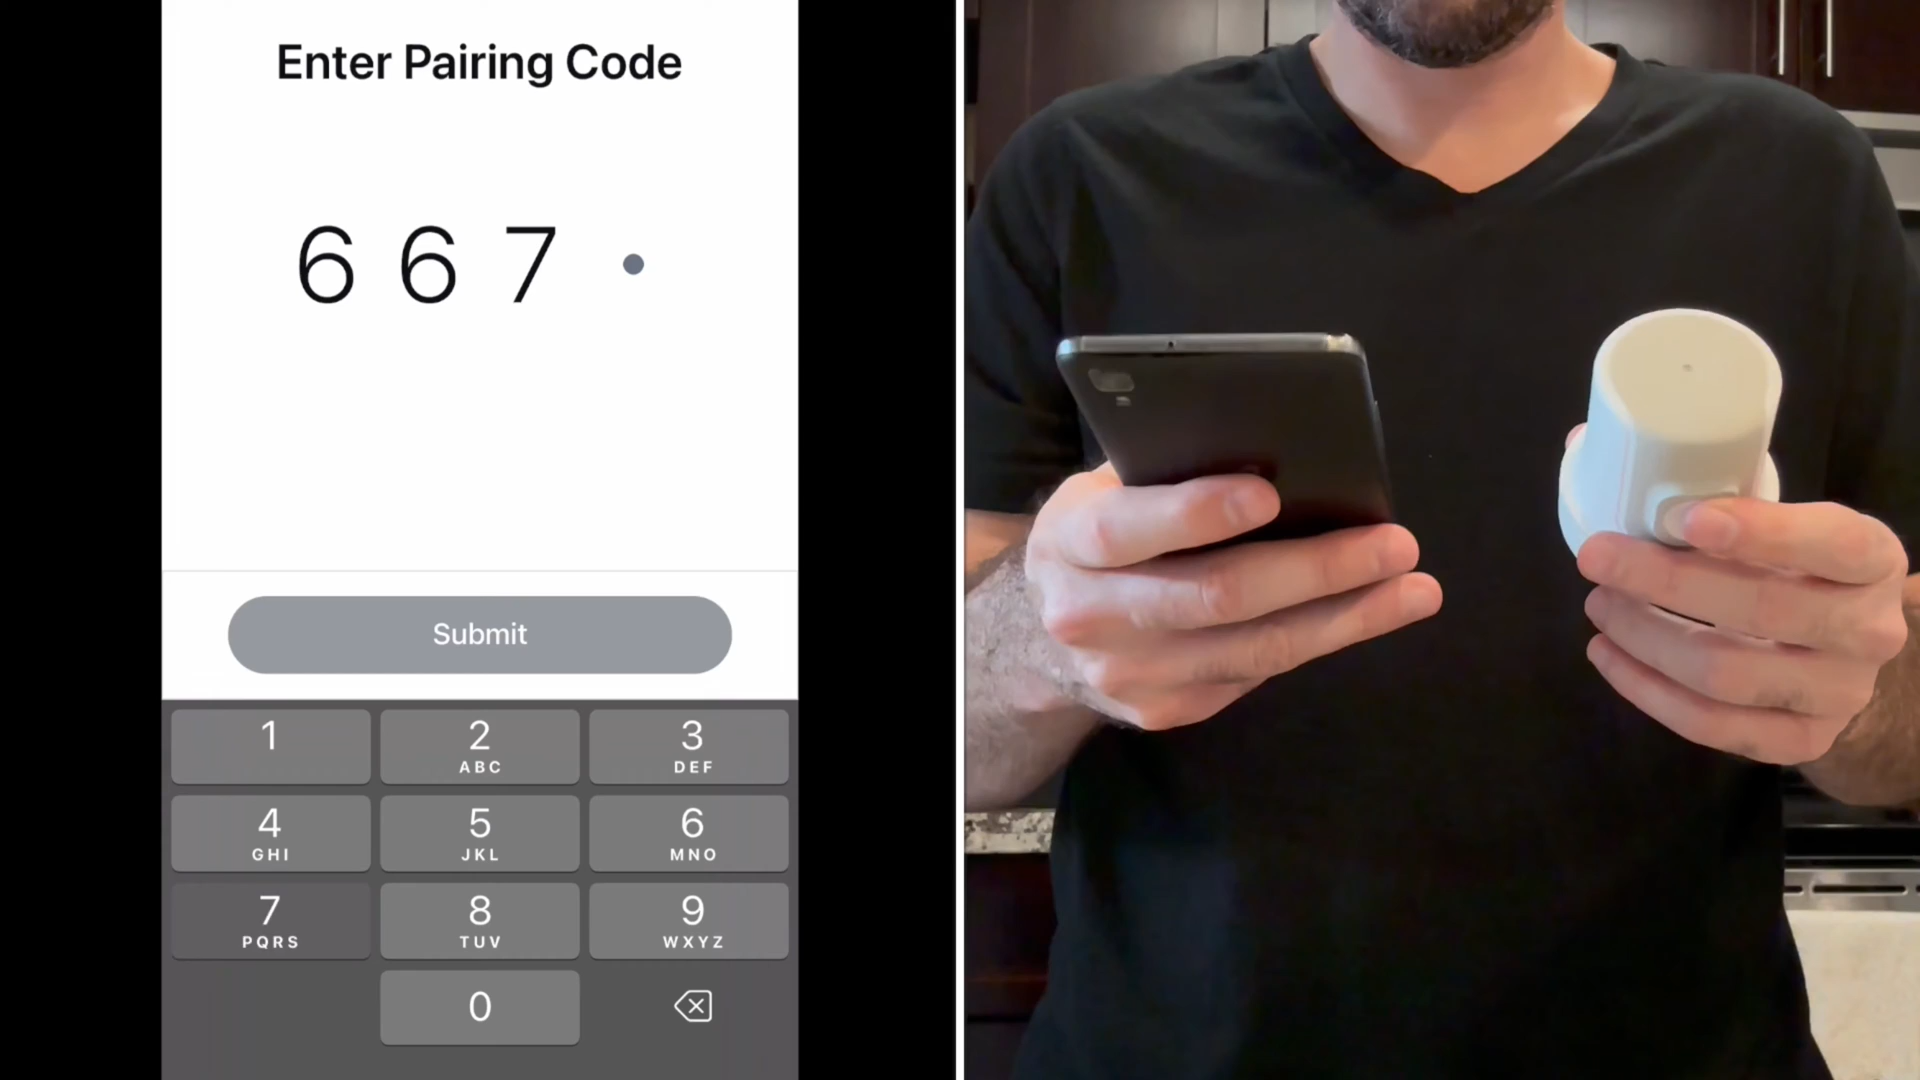 Enter Pairing Code
6 6 7
Submit
1
2
ABC
3
DEF
4
GHI
5
JKL
6
MNO
7
PQRS
8
TUV
9
WXYZ
0